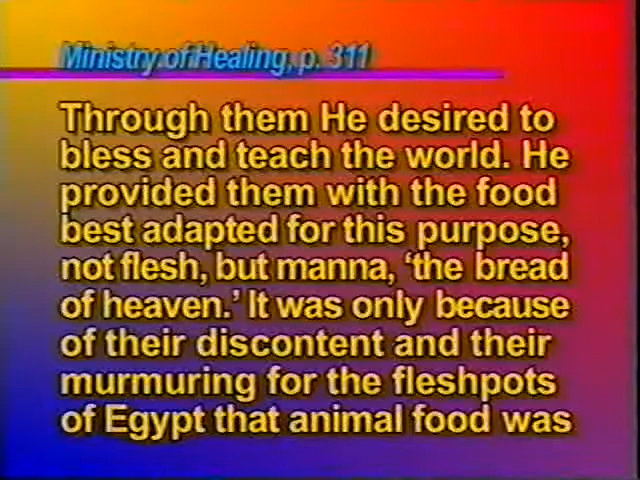 Ministry of Healing, p. 311
Through them He desired to
bless and teach the world. He
provided them with the food
best adapted for this purpose,
not flesh, but manna, ‘the bread
of heaven.’ It was only because
of their discontent and their
murmuring for the fleshpots
of Egypt that animal food was